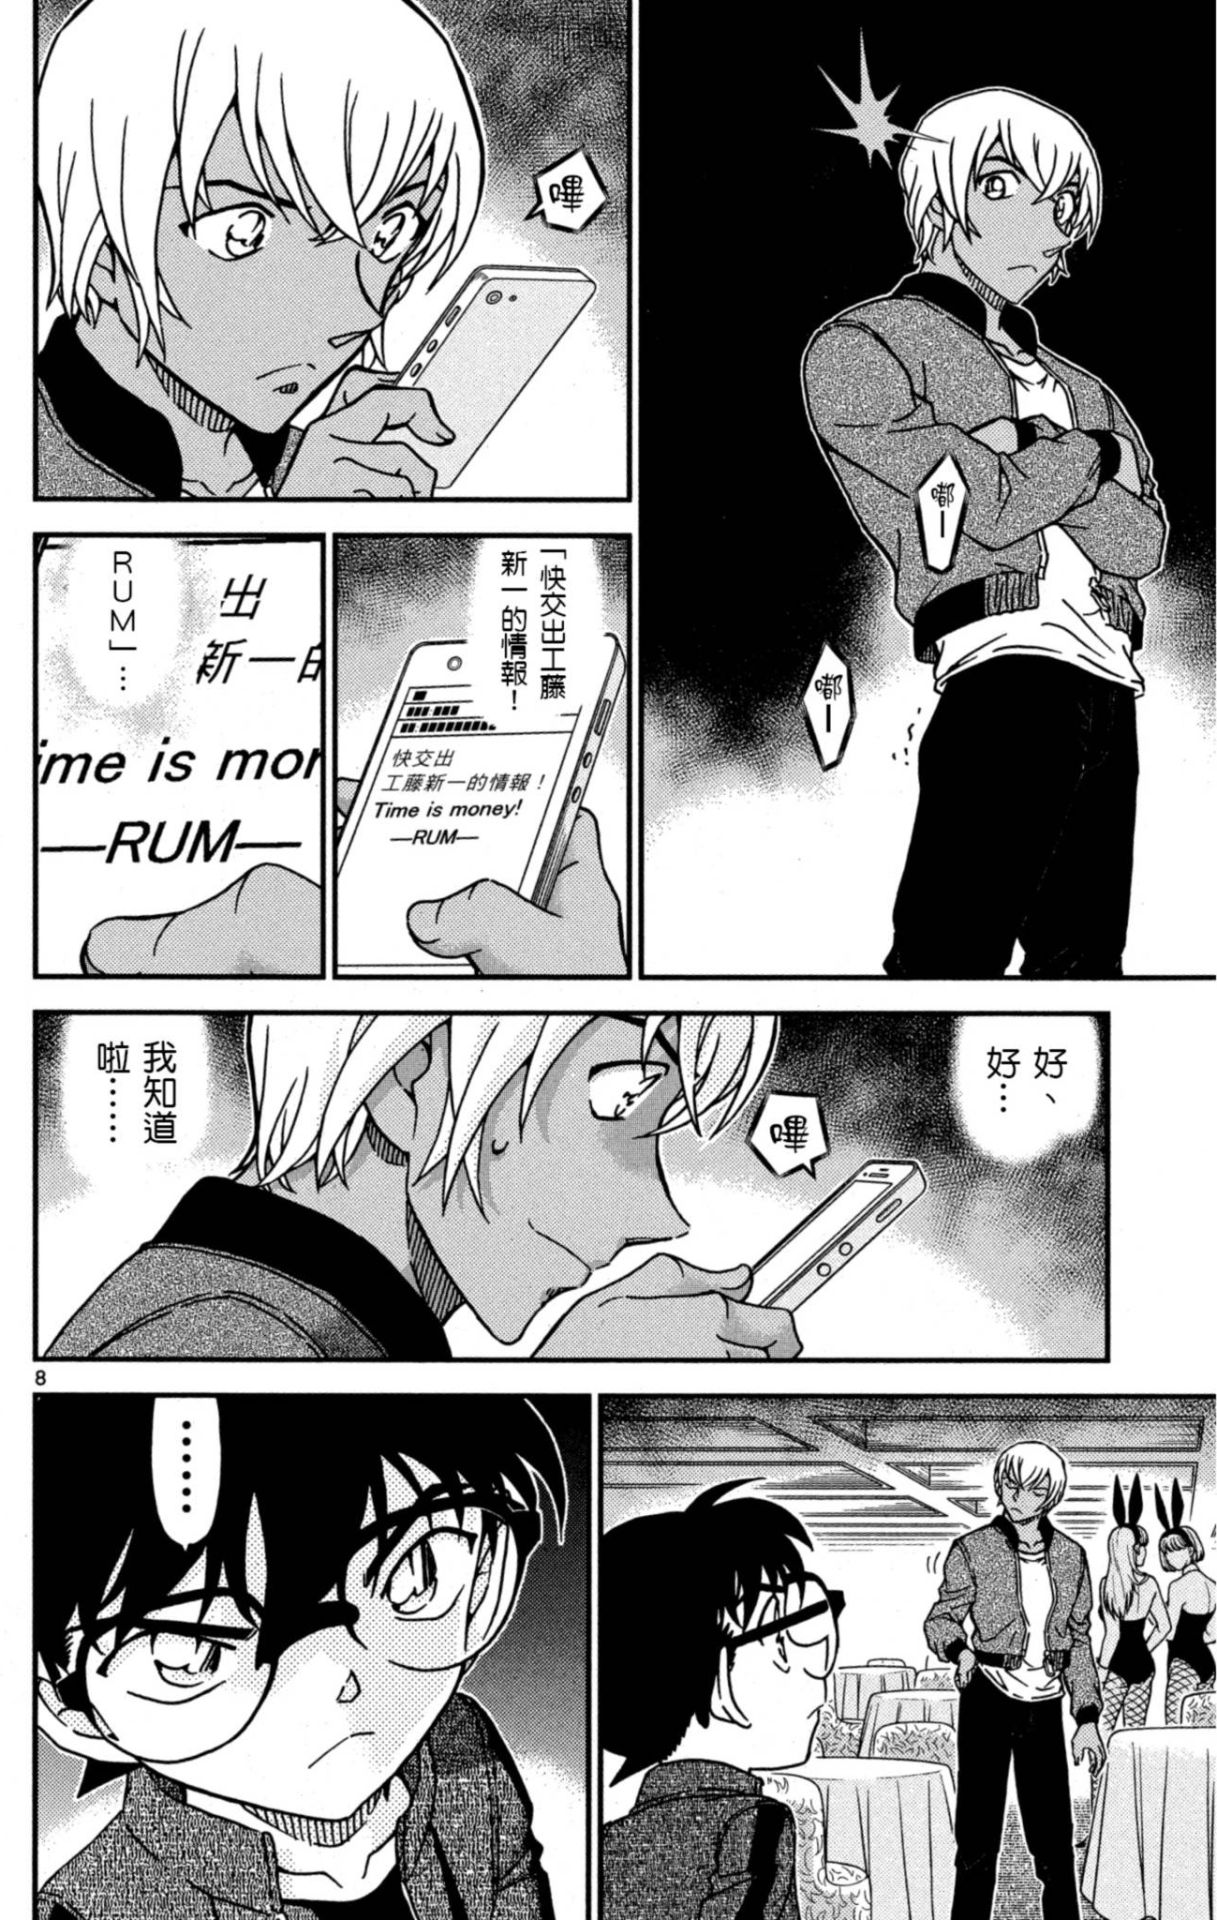 嘟ー
嘟ー
嗶
「快交出工藤
新一的情報！
快交出
工藤新一的情報！
Time is money!
—RUM—
RUM」…
出
新一的
ime is mon
—RUM—
好、
好…
嗶
我知道
啦……
8
……